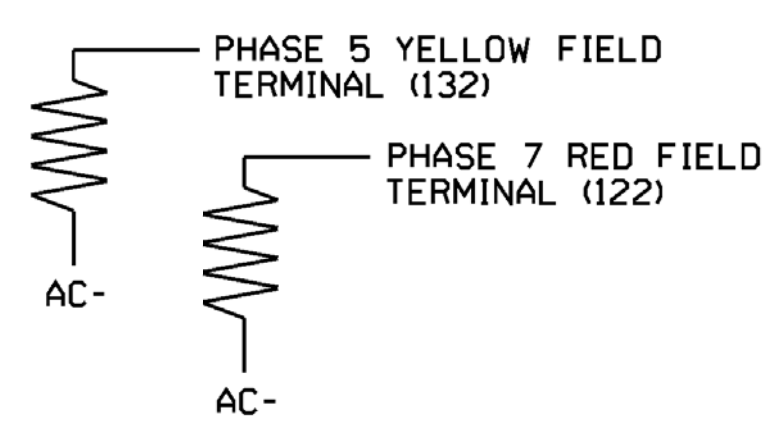 PHASE 5 YELLOW FIELD
TERMINAL (132)
AC-
PHASE 7 RED FIELD
TERMINAL (122)
AC-